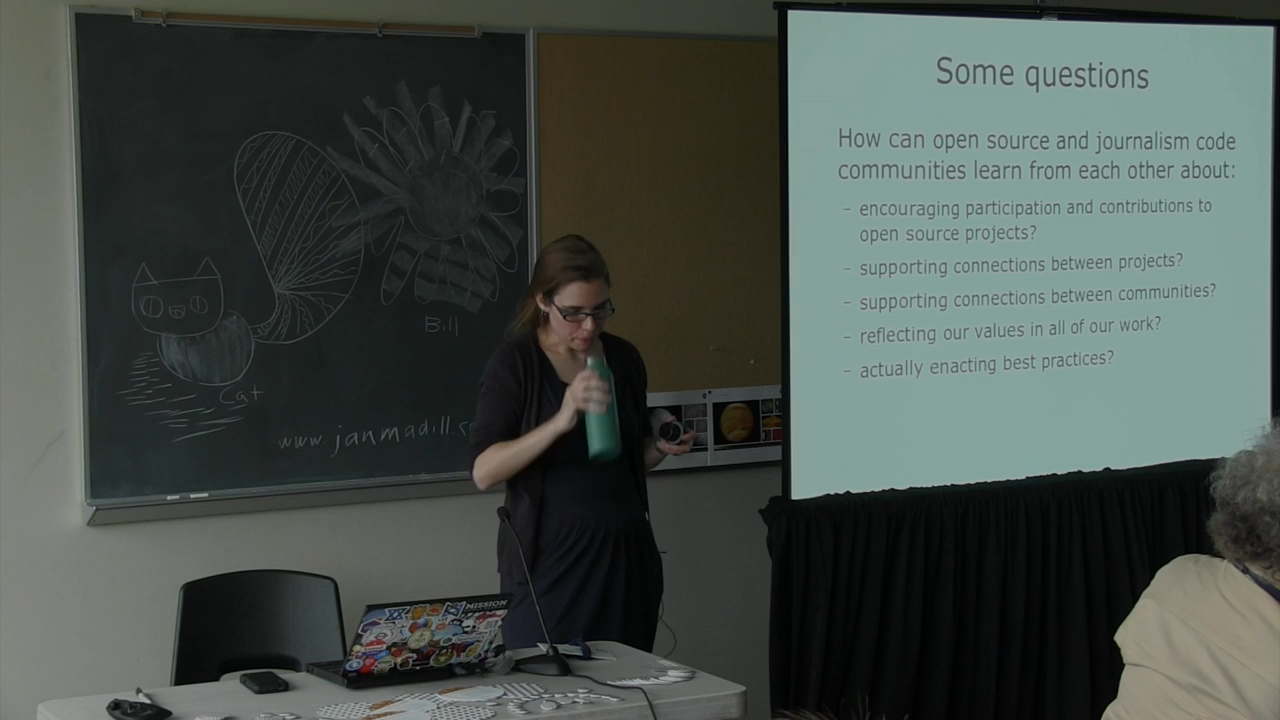 Some questions
How can open source and journalism code
communities learn from each other about:
– encouraging participation and contributions to
open source projects?
– supporting connections between projects?
– supporting connections between communities?
– reflecting our values in all of our work?
– actually enacting best practices?
Bill
Cat
www.janmadill.co
MISSION